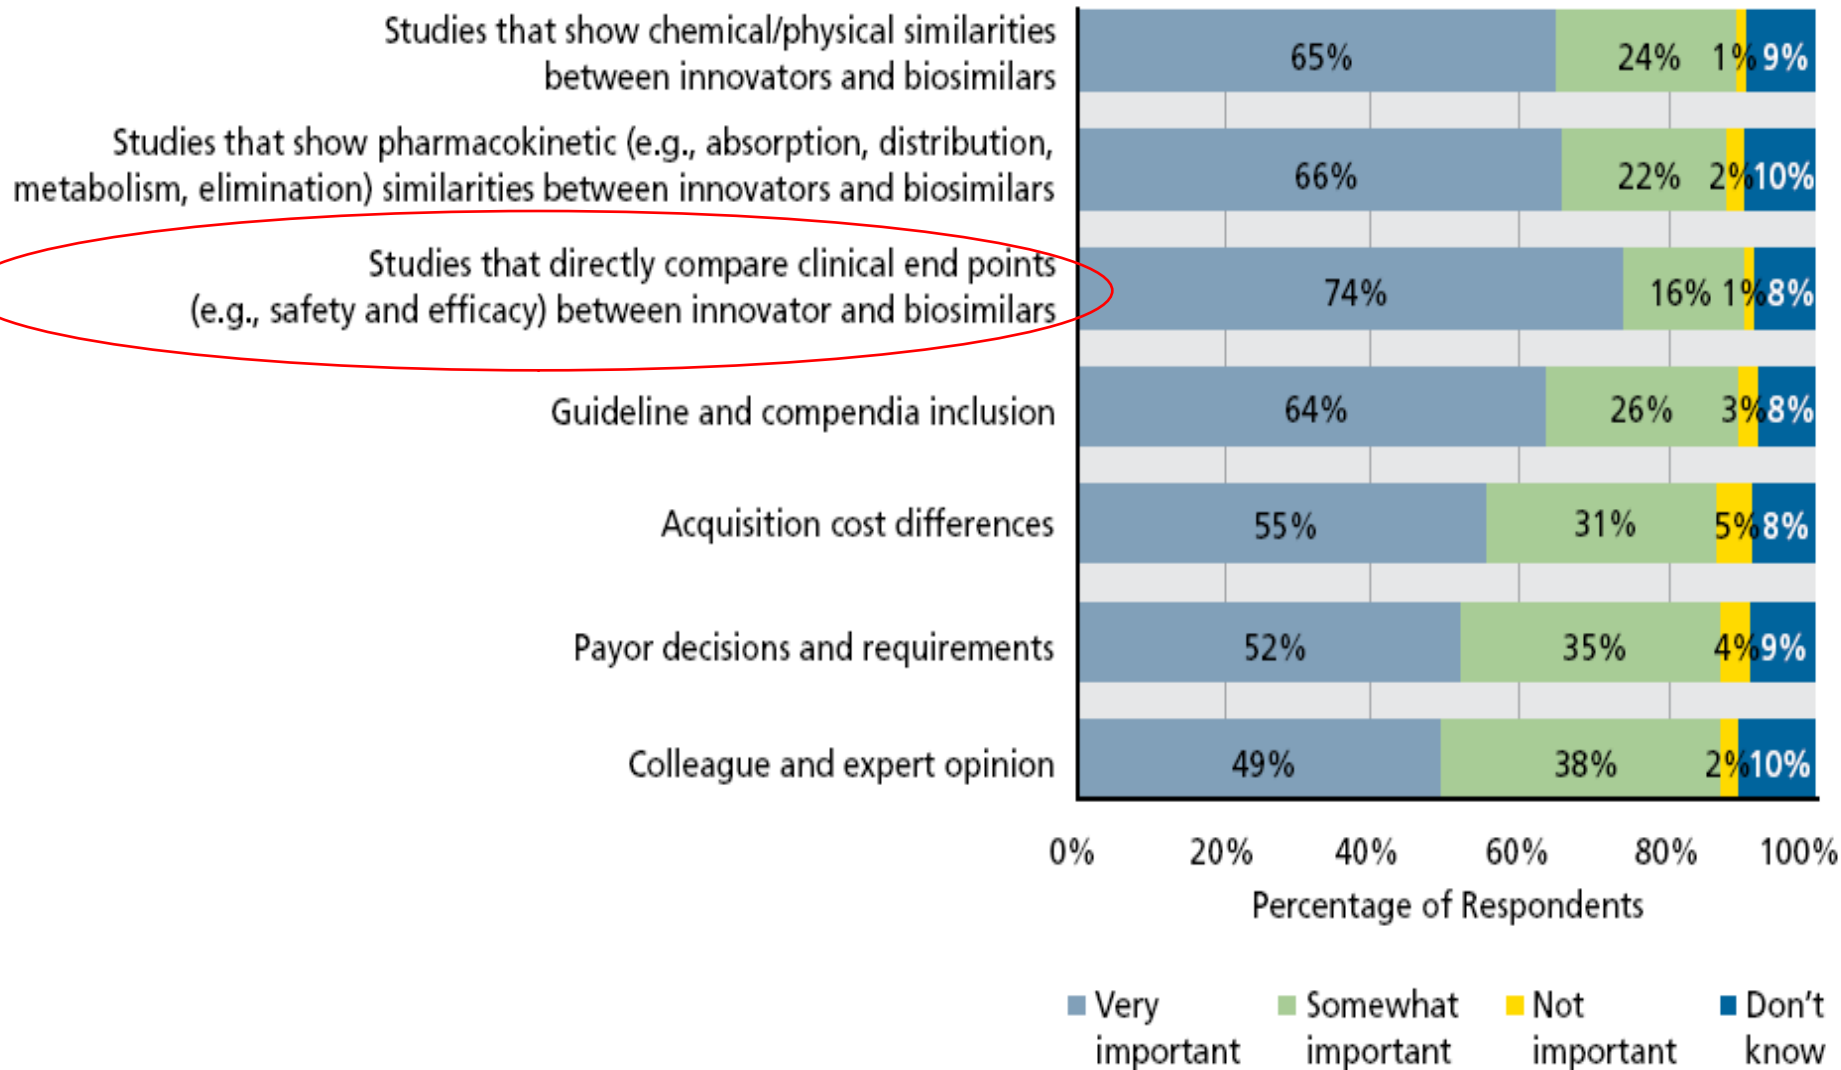 Studies that show chemical/physical similarities
between innovators and biosimilars
65% 24% 1% 9%
Studies that show pharmacokinetic (e.g., absorption, distribution,
metabolism, elimination) similarities between innovators and biosimilars
66% 22% 2% 10%
Studies that directly compare clinical end points
(e.g., safety and efficacy) between innovator and biosimilars
74% 16% 1% 8%
Guideline and compendia inclusion
64% 26% 3% 8%
Acquisition cost differences
55% 31% 5% 8%
Payor decisions and requirements
52% 35% 4% 9%
Colleague and expert opinion
49% 38% 2% 10%
0% 20% 40% 60% 80% 100%
Percentage of Respondents
Very important
Somewhat important
Not important
Don't know